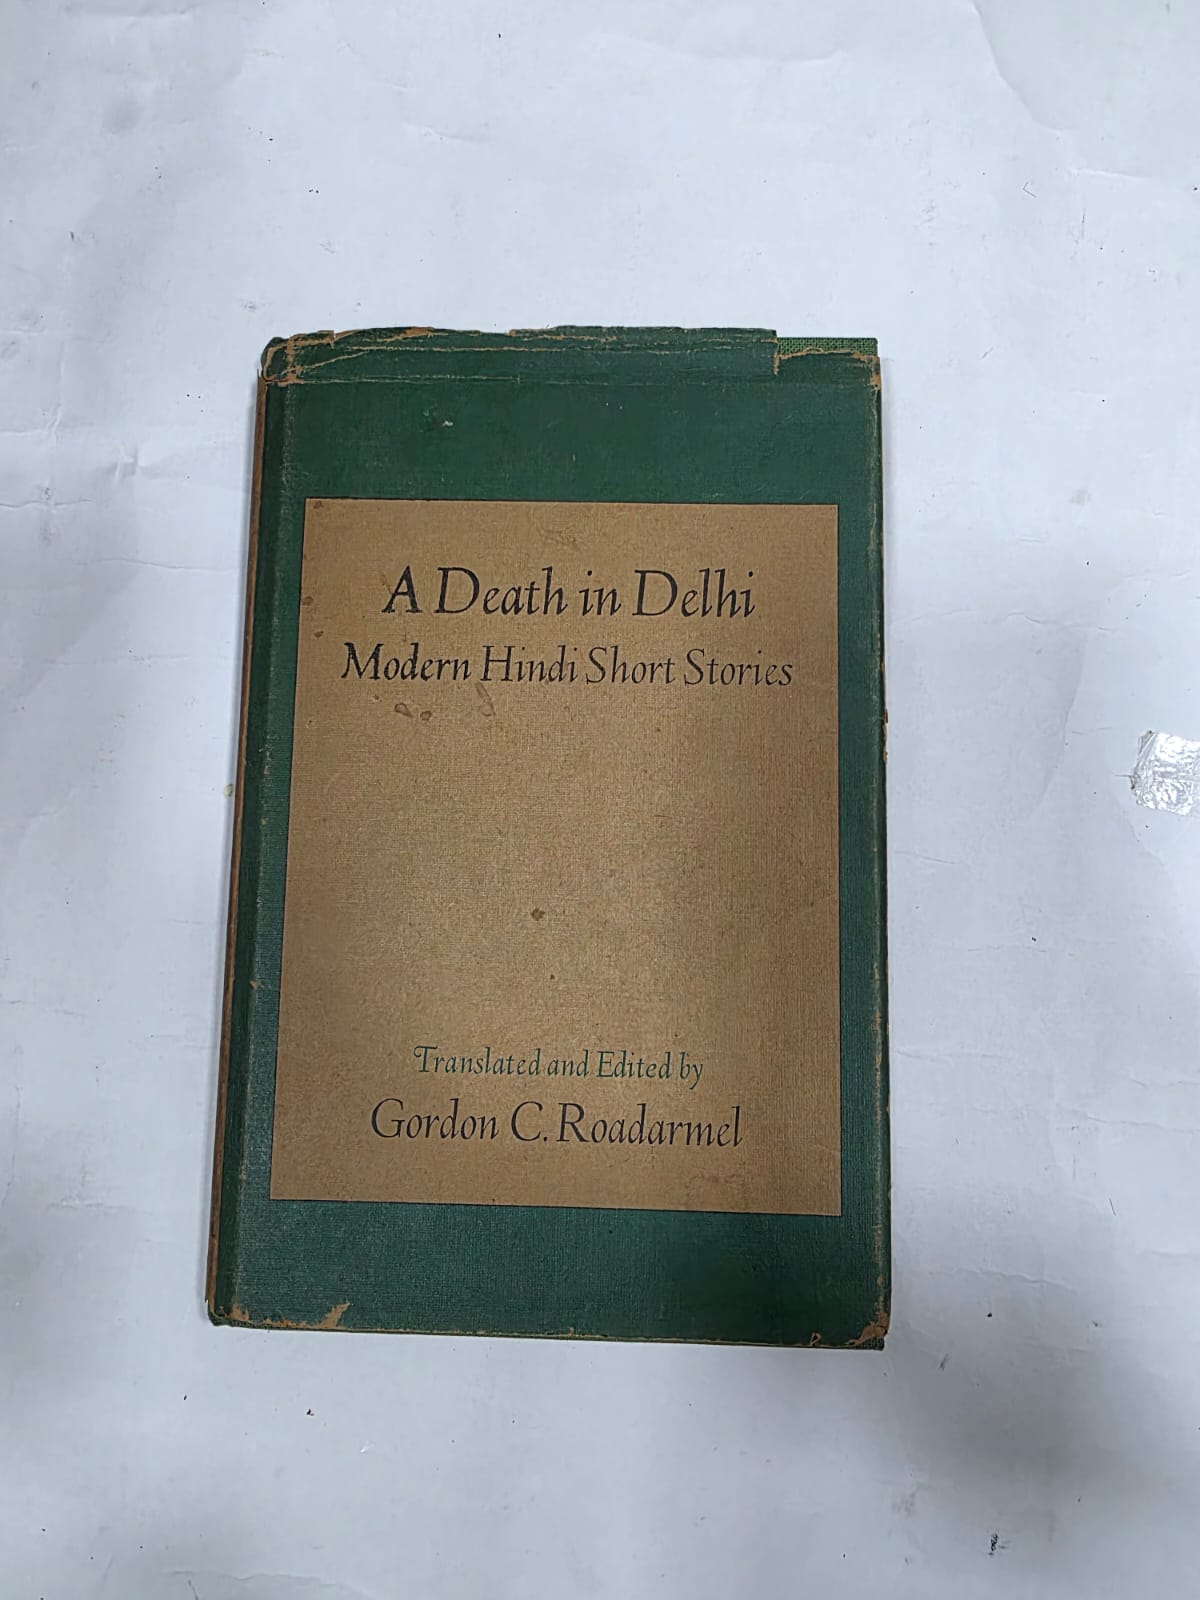 A Death in Delhi
Modern Hindi Short Stories
Translated and Edited by
Gordon C. Roadarmel